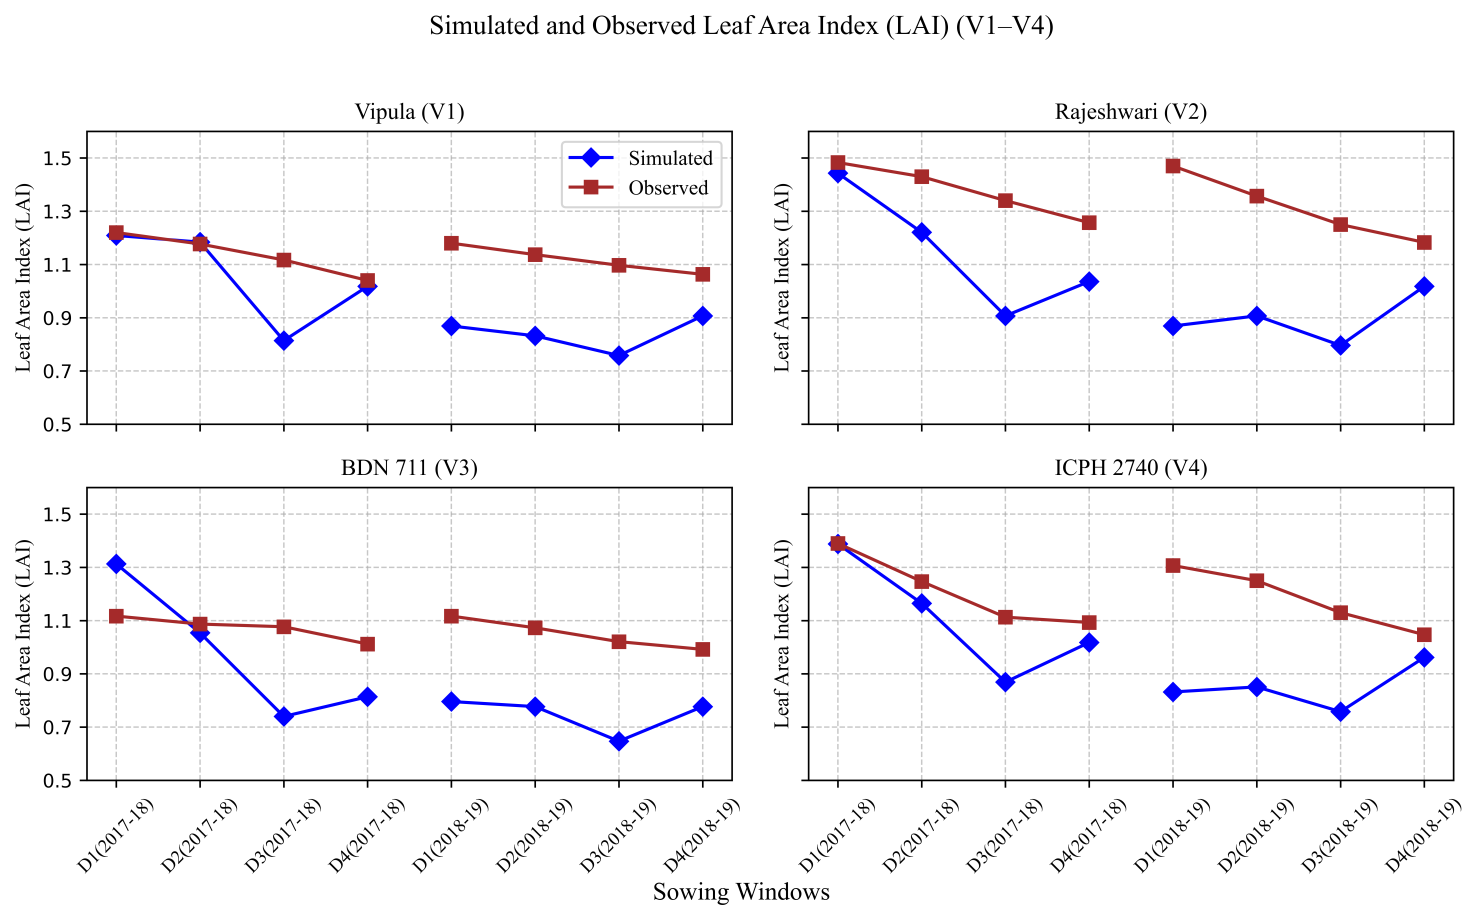 Simulated and Observed Leaf Area Index (LAI) (V1–V4)
Vipula (V1)
Leaf Area Index (LAI)
1.5
1.3
1.1
0.9
0.7
0.5
Simulated
Observed
Rajeshwari (V2)
Leaf Area Index (LAI)
BDN 711 (V3)
Leaf Area Index (LAI)
1.5
1.3
1.1
0.9
0.7
0.5
D1(2017-18)
D2(2017-18)
D3(2017-18)
D4(2017-18)
D1(2018-19)
D2(2018-19)
D3(2018-19)
D4(2018-19)
ICPH 2740 (V4)
Leaf Area Index (LAI)
D1(2017-18)
D2(2017-18)
D3(2017-18)
D4(2017-18)
D1(2018-19)
D2(2018-19)
D3(2018-19)
D4(2018-19)
Sowing Windows